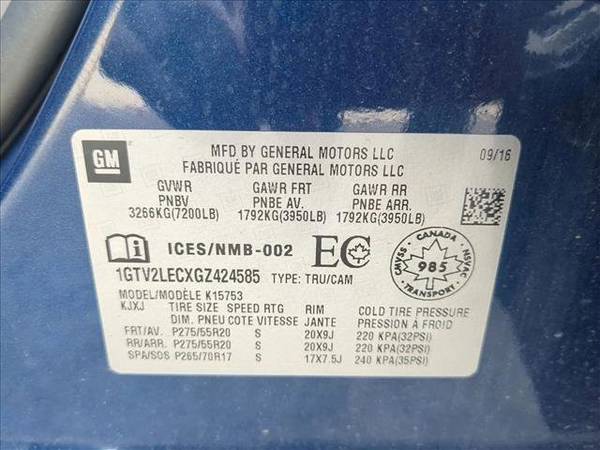 GM
MFD BY GENERAL MOTORS LLC
FABRIQUÉ PAR GENERAL MOTORS LLC
09/16
GVWR GAWR FRT GAWR RR
PNBV PNBE AV. PNBE ARR.
3266KG(7200LB) 1792KG(3950LB) 1792KG(3950LB)
ICES/NMB-002 EC
CANADA
CMVSS 985 NSVAC
TRANSPORT
1GTV2LECXGZ424585 TYPE: TRU/CAM
MODEL/MODÈLE K15753
KJXJ TIRE SIZE SPEED RTG RIM COLD TIRE PRESSURE
DIM. PNEU COTE VITESSE JANTE PRESSION À FROID
FRT/AV. P275/55R20 S 20X9J 220 KPA(32PSI)
RR/ARR. P275/55R20 S 20X9J 220 KPA(32PSI)
SPA/SOS P265/70R17 S 17X7.5J 240 KPA(35PSI)